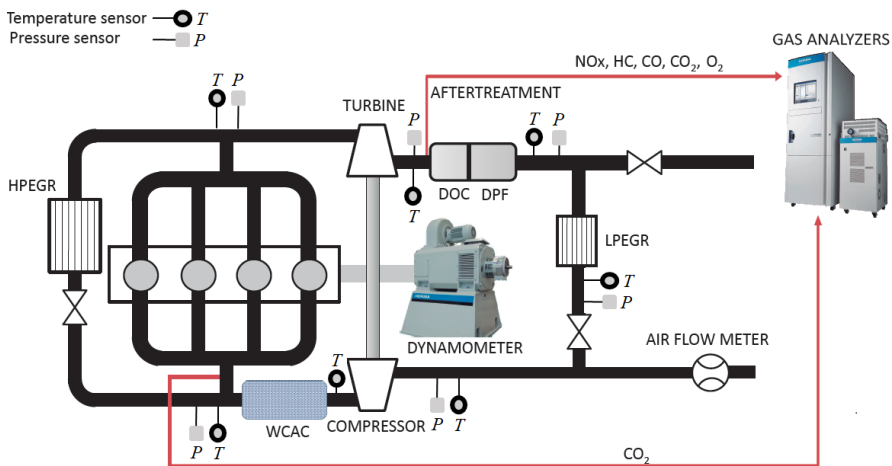 Temperature sensor T
Pressure sensor P
GAS ANALYZERS
NOx, HC, CO, CO₂, O₂
T P
TURBINE
AFTERTREATMENT
P
T P
DOC DPF
T
HPEGR
LPEGR
T
P
DYNAMOMETER
AIR FLOW METER
T
P T
WCAC
COMPRESSOR
P T
CO₂